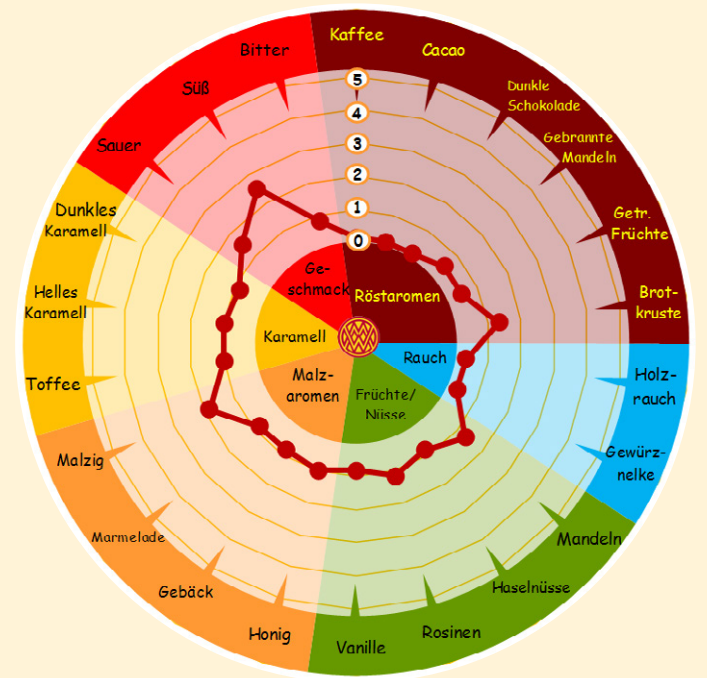 Kaffee
Cacao
Dunkle
Schokolade
Gebrannte
Mandeln
Getr.
Früchte
Brot-
kruste
Holz-
rauch
Gewürz-
nelke
Mandeln
Haselnüsse
Rosinen
Vanille
Honig
Gebäck
Marmelade
Malzig
Toffee
Helles
Karamell
Dunkles
Karamell
Sauer
Süß
Bitter
5
4
3
2
1
0
Ge-
schmack
Röstaromen
Rauch
Früchte/
Nüsse
Malz-
aromen
Karamell